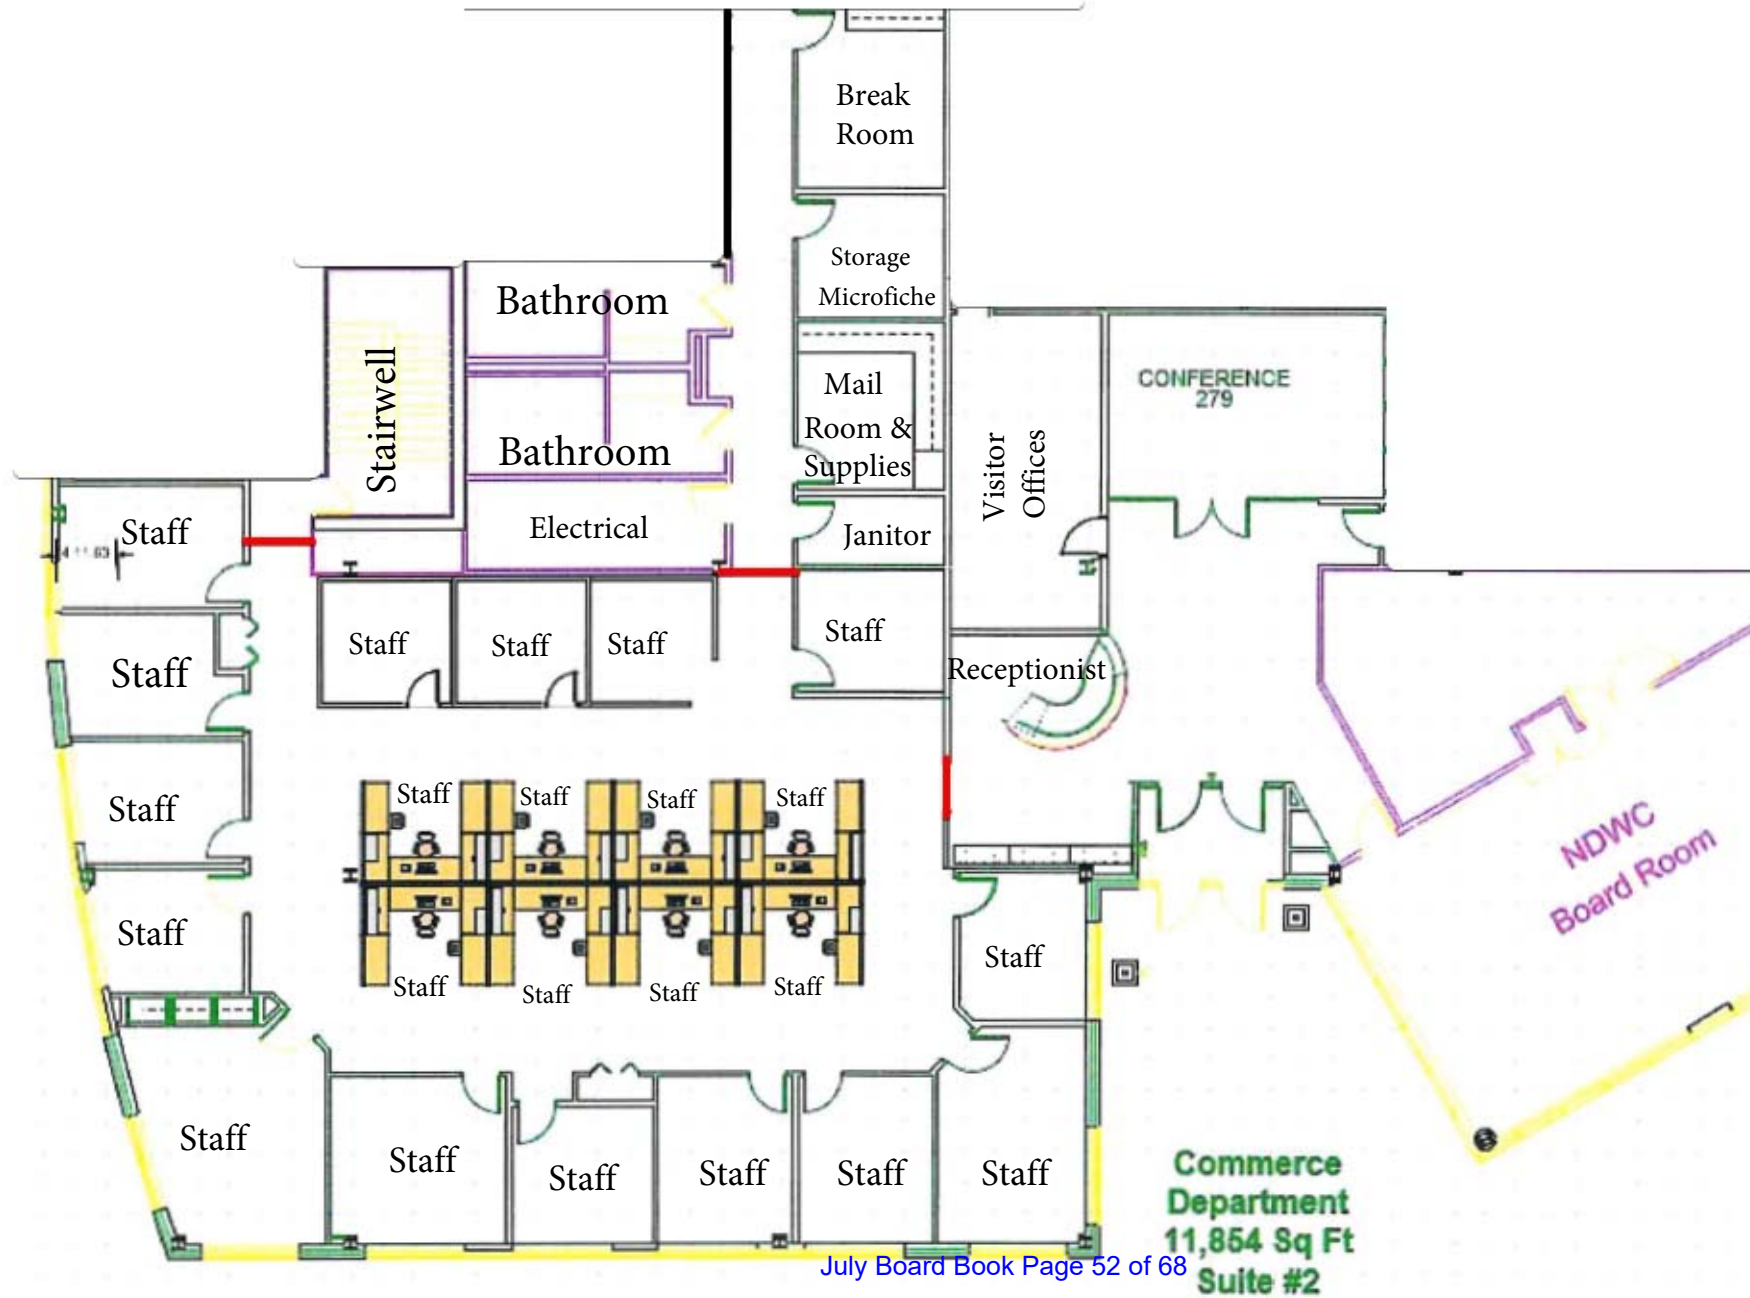 Break
Room
Storage
Microfiche
Bathroom
Stairwell
Mail
Room &
Supplies
CONFERENCE
279
Visitor
Offices
Bathroom
Electrical
Janitor
Staff
Staff
Staff
Staff
Staff
Staff
Receptionist
Staff
Staff
Staff
Staff
Staff
Staff
Staff
Staff
Staff
Staff
Staff
NDWC
Board Room
Staff
Staff
Staff
Staff
Staff
Staff
Staff
Commerce
Department
11,854 Sq Ft
Suite #2
July Board Book Page 52 of 68